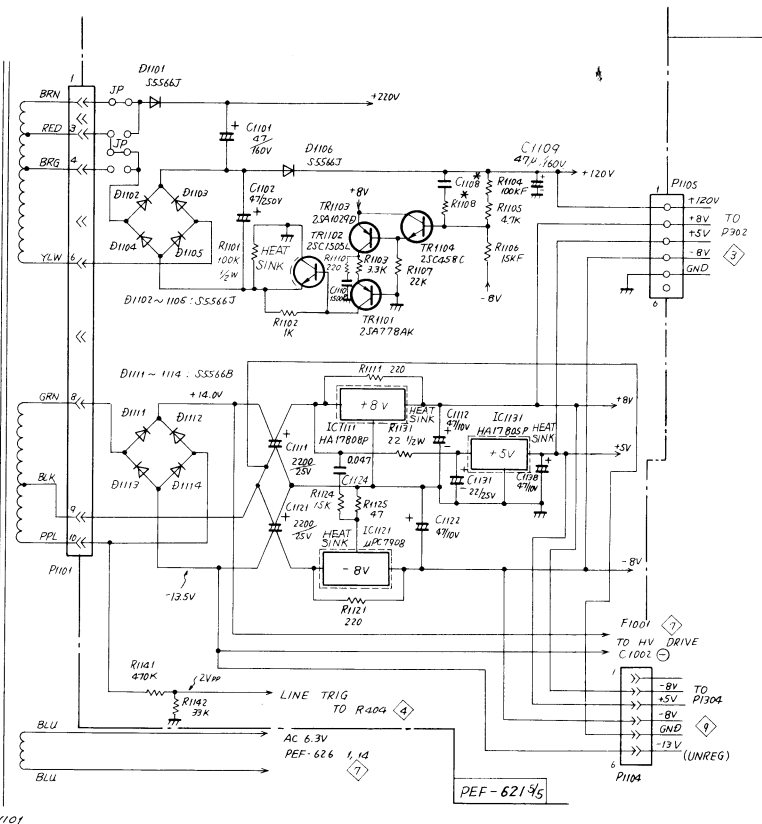 D1101
S5566J
1
BRN
JP
+220V
RED
3
C1101
47/160V
JP
BRG
4
D1106
S5566J
C1109
47μ/160V
+120V
D1102
D1103
C1102
47/250V
+8V
TR1103
2SA1029D
C1108*
*R1108
R1104
100KF
P1105
1
+120V
+8V
TO
P302
+5V
-8V
3
GND
6
D1104
D1105
R1101
100K
1/2W
HEAT
SINK
TR1102
2SC1505L
R1110
220
R1103
3.3K
TR1104
2SC458C
R1105
4.7K
R1106
15KF
YLW
6
R1107
22K
-8V
D1102~1105:S5566J
R1102
1K
TR1101
2SA778AK
D1111~1114:S5566B
R1111 220
GRN
8
+14.0V
+8V
HEAT
SINK
C1112
47/10V
IC1131
HA17805P
HEAT
SINK
+8V
D1111
D1112
IC1111
HA17808P
R1131
22 1/2W
+5V
+5V
C1111
2200/25V
0.047
C1124
C1131
22/25V
C1138
47/10V
BLK
D1113
D1114
R1124
15K
R1125
47
9
C1121
2200/25V
HEAT
SINK
IC1121
μPC7908
C1122
47/10V
PPL
10
-8V
-8V
P1101
-13.5V
R1121
220
F1001
7
TO HV DRIVE
C1002 ⊖
R1141
470K
2Vpp
LINE TRIG
TO R404
4
R1142
33K
1
-8V
TO
P1304
+5V
-8V
9
GND
-13V
(UNREG)
6
P1104
BLU
AC 6.3V
PEF-626 1,14
7
BLU
PEF-621 5/5